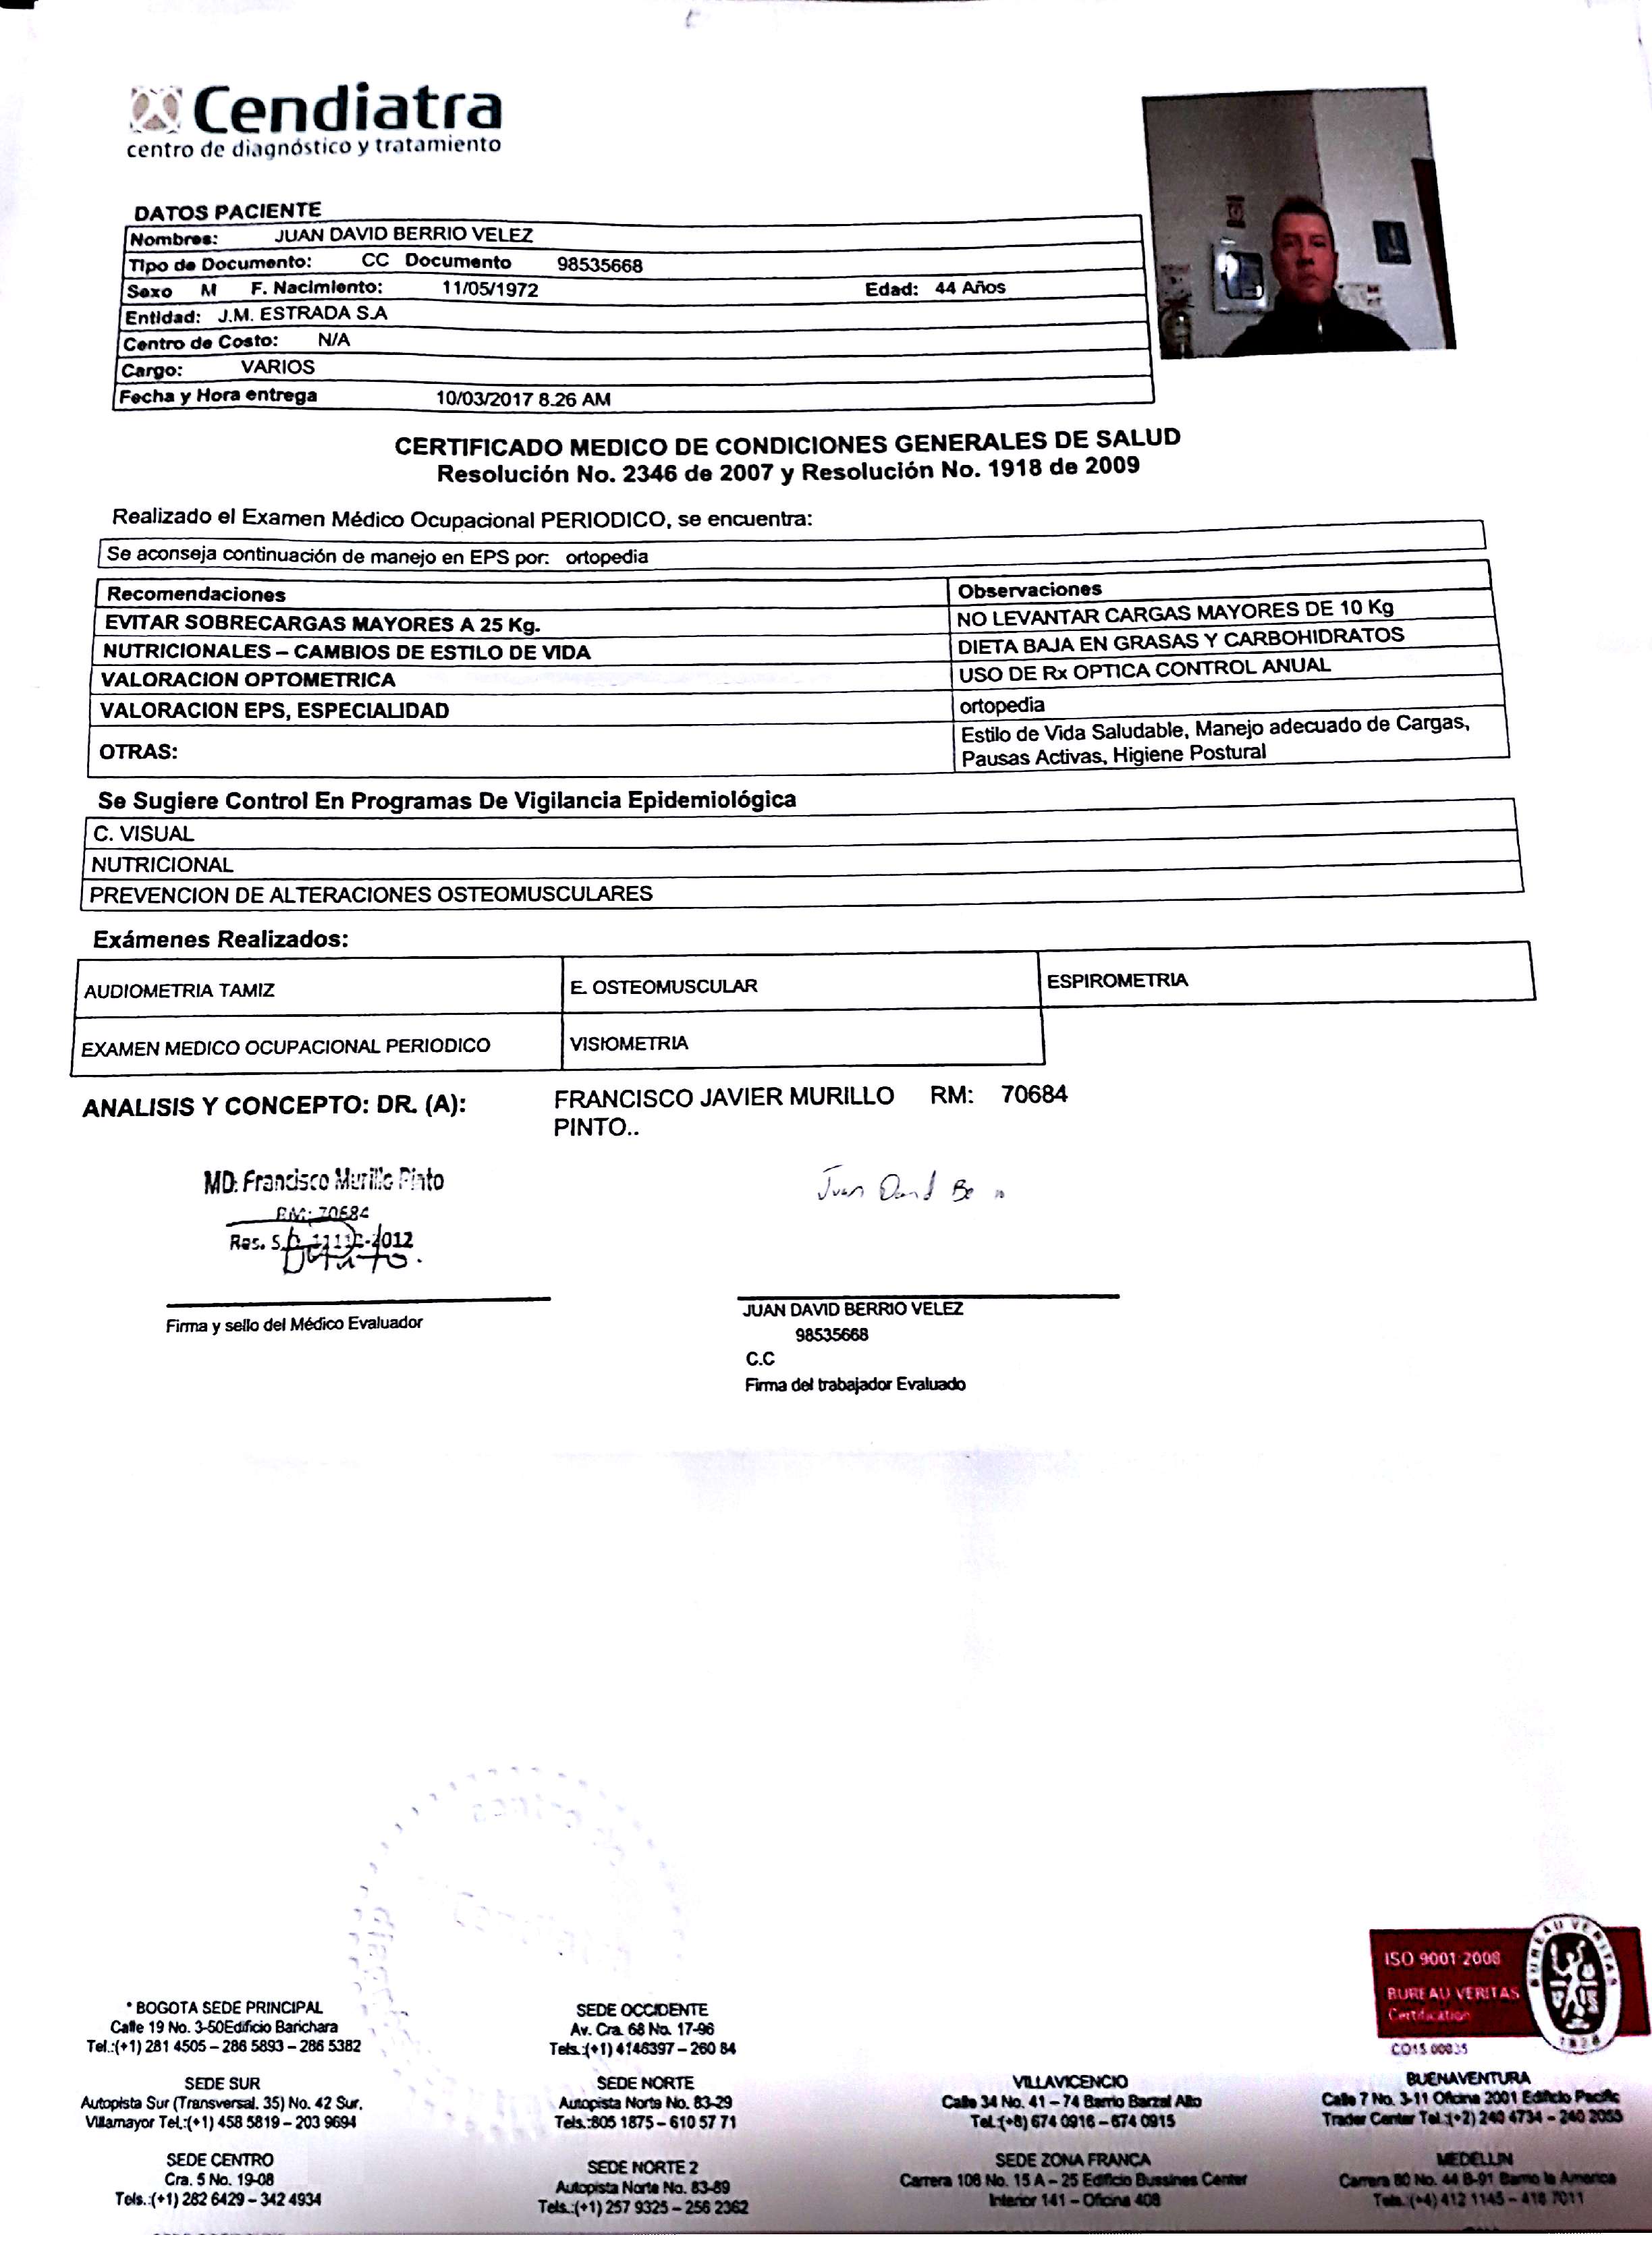 Cendiatra
centro de diagnóstico y tratamiento
DATOS PACIENTE
Nombres: JUAN DAVID BERRIO VELEZ
Tipo de Documento: CC Documento 98535668
Sexo M F. Nacimiento: 11/05/1972 Edad: 44 Años
Entidad: J.M. ESTRADA S.A
Centro de Costo: N/A
Cargo: VARIOS
Fecha y Hora entrega 10/03/2017 8.26 AM
CERTIFICADO MEDICO DE CONDICIONES GENERALES DE SALUD
Resolución No. 2346 de 2007 y Resolución No. 1918 de 2009
Realizado el Examen Médico Ocupacional PERIODICO, se encuentra:
Se aconseja continuación de manejo en EPS por: ortopedia
Recomendaciones Observaciones
EVITAR SOBRECARGAS MAYORES A 25 Kg. NO LEVANTAR CARGAS MAYORES DE 10 Kg
NUTRICIONALES – CAMBIOS DE ESTILO DE VIDA DIETA BAJA EN GRASAS Y CARBOHIDRATOS
VALORACION OPTOMETRICA USO DE Rx OPTICA CONTROL ANUAL
VALORACION EPS, ESPECIALIDAD ortopedia
OTRAS: Estilo de Vida Saludable, Manejo adecuado de Cargas,
Pausas Activas, Higiene Postural
Se Sugiere Control En Programas De Vigilancia Epidemiológica
C. VISUAL
NUTRICIONAL
PREVENCION DE ALTERACIONES OSTEOMUSCULARES
Exámenes Realizados:
AUDIOMETRIA TAMIZ E. OSTEOMUSCULAR ESPIROMETRIA
EXAMEN MEDICO OCUPACIONAL PERIODICO VISIOMETRIA
ANALISIS Y CONCEPTO: DR. (A): FRANCISCO JAVIER MURILLO RM: 70684
PINTO..
MD: Francisco Murillo Pinto
RM: 70684
Res. S.D.
Juan David Be
Firma y sello del Médico Evaluador
JUAN DAVID BERRIO VELEZ
98535668
C.C
Firma del trabajador Evaluado
ISO 9001:2008
BUREAU VERITAS
Certification
BUREAU VERITAS
1828
* BOGOTA SEDE PRINCIPAL
Calle 19 No. 3-50Edificio Barichara
Tel.:(+1) 281 4505 – 286 5893 – 286 5382
SEDE OCCIDENTE
Av. Cra. 68 No. 17-96
Tels.:(+1) 4146397 – 260 84
SEDE SUR
Autopista Sur (Transversal. 35) No. 42 Sur.
Villamayor Tel.:(+1) 458 5819 – 203 9694
SEDE NORTE
Autopista Norte No. 83-29
Tels.:805 1875 – 610 57 71
VILLAVICENCIO
Calle 34 No. 41 – 74 Barrio Barzal Alto
Tel.:(+8) 674 0916 – 674 0915
BUENAVENTURA
Calle 7 No. 3-11 Oficina 2001 Edificio Pacific
Trader Center Tel.:(+2) 240 4734 – 240 2055
SEDE CENTRO
Cra. 5 No. 19-08
Tels.:(+1) 282 6429 – 342 4934
SEDE NORTE 2
Autopista Norte No. 83-89
Tels.:(+1) 257 9325 – 256 2362
SEDE ZONA FRANCA
Carrera 106 No. 15 A – 25 Edificio Bussines Center
Interior 141 – Oficina 408
MEDELLIN
Carrera 80 No. 44 B-91 Barrio la America
Tels.:(+4) 412 1145 – 416 7011